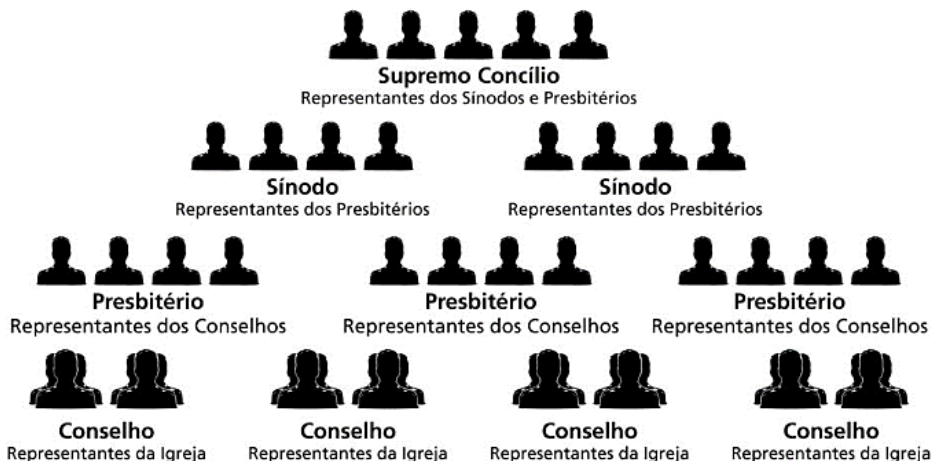 Supremo Concílio
Representantes dos Sínodos e Presbitérios
Sínodo
Representantes dos Presbitérios
Sínodo
Representantes dos Presbitérios
Presbitério
Representantes dos Conselhos
Presbitério
Representantes dos Conselhos
Presbitério
Representantes dos Conselhos
Conselho
Representantes da Igreja
Conselho
Representantes da Igreja
Conselho
Representantes da Igreja
Conselho
Representantes da Igreja